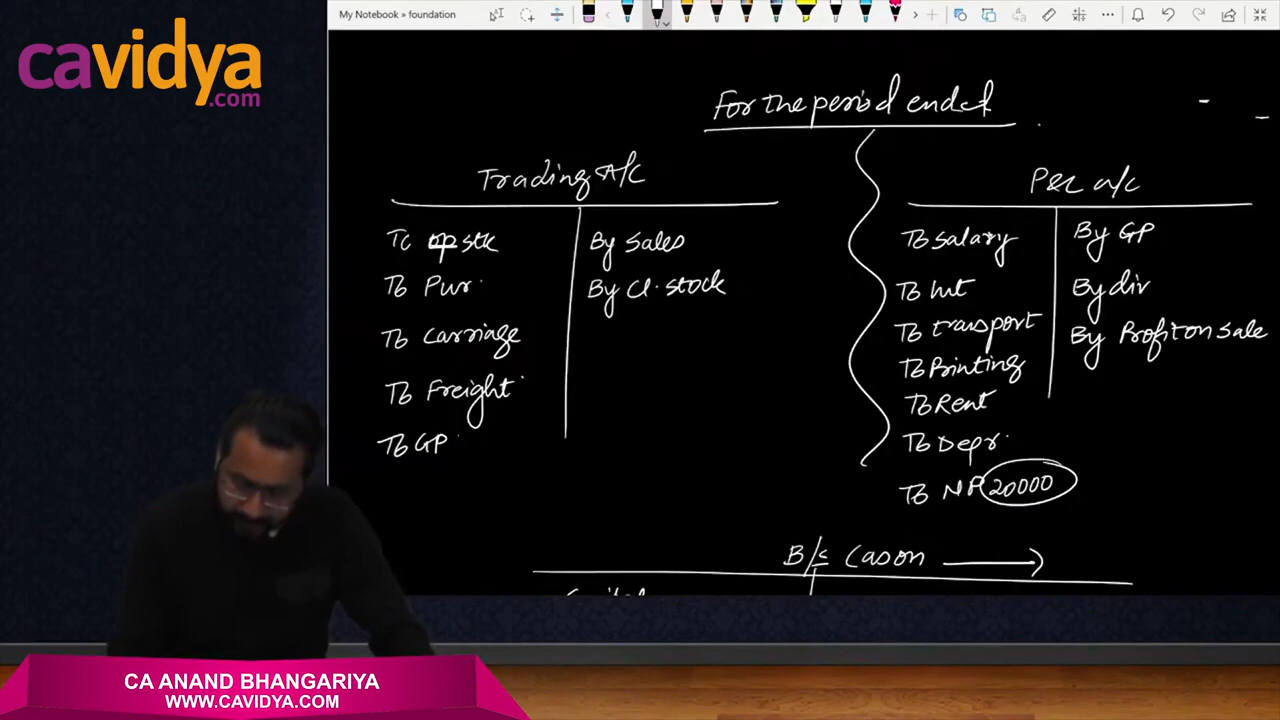 cavidya
.com
My Notebook » foundation
For the period ended
Trading A/c
To op stk
By Sales
To Pur.
By Cl. stock
To Carriage
To Freight
To GP
P&L a/c
To Salary
By GP
To Int
By div
To transport
By Profit on sale
To Printing
To Rent
To Depr.
To NP 20000
B/s (as on
CA ANAND BHANGARIYA
WWW.CAVIDYA.COM